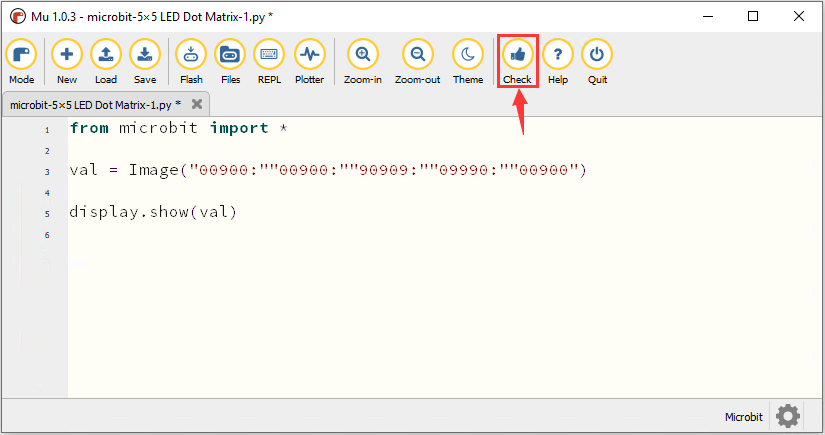 Mu 1.0.3 - microbit-5×5 LED Dot Matrix-1.py *
Mode New Load Save Flash Files REPL Plotter Zoom-in Zoom-out Theme Check Help Quit
microbit-5×5 LED Dot Matrix-1.py *
1 from microbit import *
2
3 val = Image("00900:""00900:""90909:""09990:""00900")
4
5 display.show(val)
6
Microbit